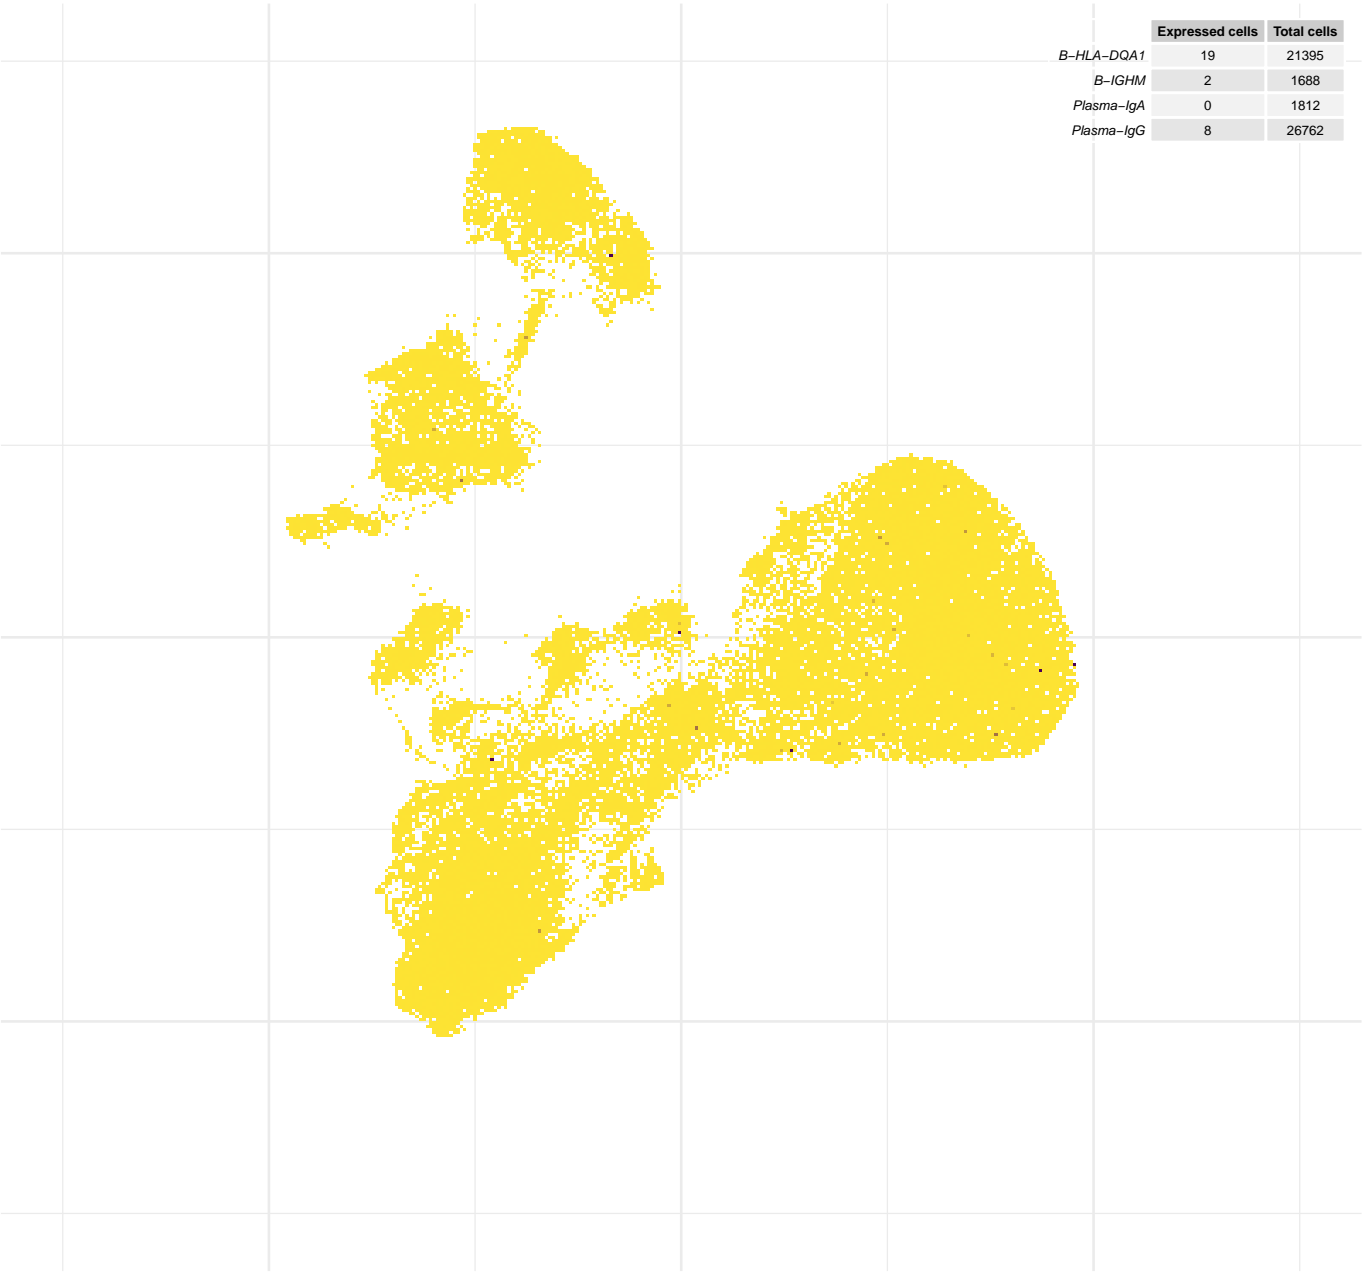 Expressed cells Total cells
B−HLA−DQA1 19 21395
B−IGHM 2 1688
Plasma−IgA 0 1812
Plasma−IgG 8 26762